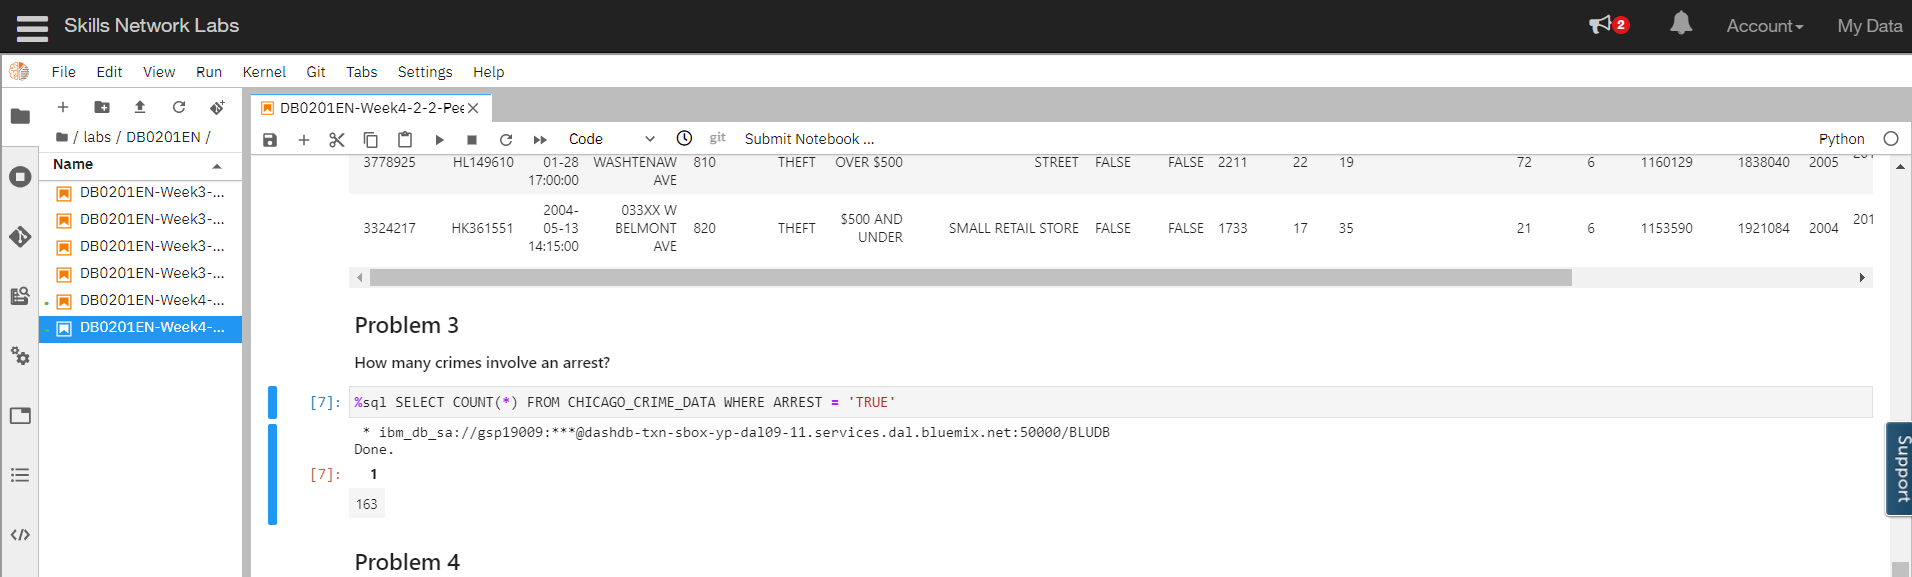 Skills Network Labs
2
Account
My Data
File Edit View Run Kernel Git Tabs Settings Help
DB0201EN-Week4-2-2-Pee
/ labs / DB0201EN /
Code
git
Submit Notebook ...
Python
Name
DB0201EN-Week3-...
DB0201EN-Week3-...
DB0201EN-Week3-...
DB0201EN-Week3-...
DB0201EN-Week4-...
DB0201EN-Week4-...
3778925 HL149610 01-28 WASHTENAW 810 THEFT OVER $500 STREET FALSE FALSE 2211 22 19 72 6 1160129 1838040 2005
17:00:00 AVE
2004- 033XX W
05-13 BELMONT
14:15:00 AVE
$500 AND
UNDER
3324217 HK361551 820 THEFT SMALL RETAIL STORE FALSE FALSE 1733 17 35 21 6 1153590 1921084 2004 201
Problem 3
How many crimes involve an arrest?
[7]: %sql SELECT COUNT(*) FROM CHICAGO_CRIME_DATA WHERE ARREST = 'TRUE'
* ibm_db_sa://gsp19009:***@dashdb-txn-sbox-yp-dal09-11.services.dal.bluemix.net:50000/BLUDB
Done.
[7]: 1
163
Problem 4
Support